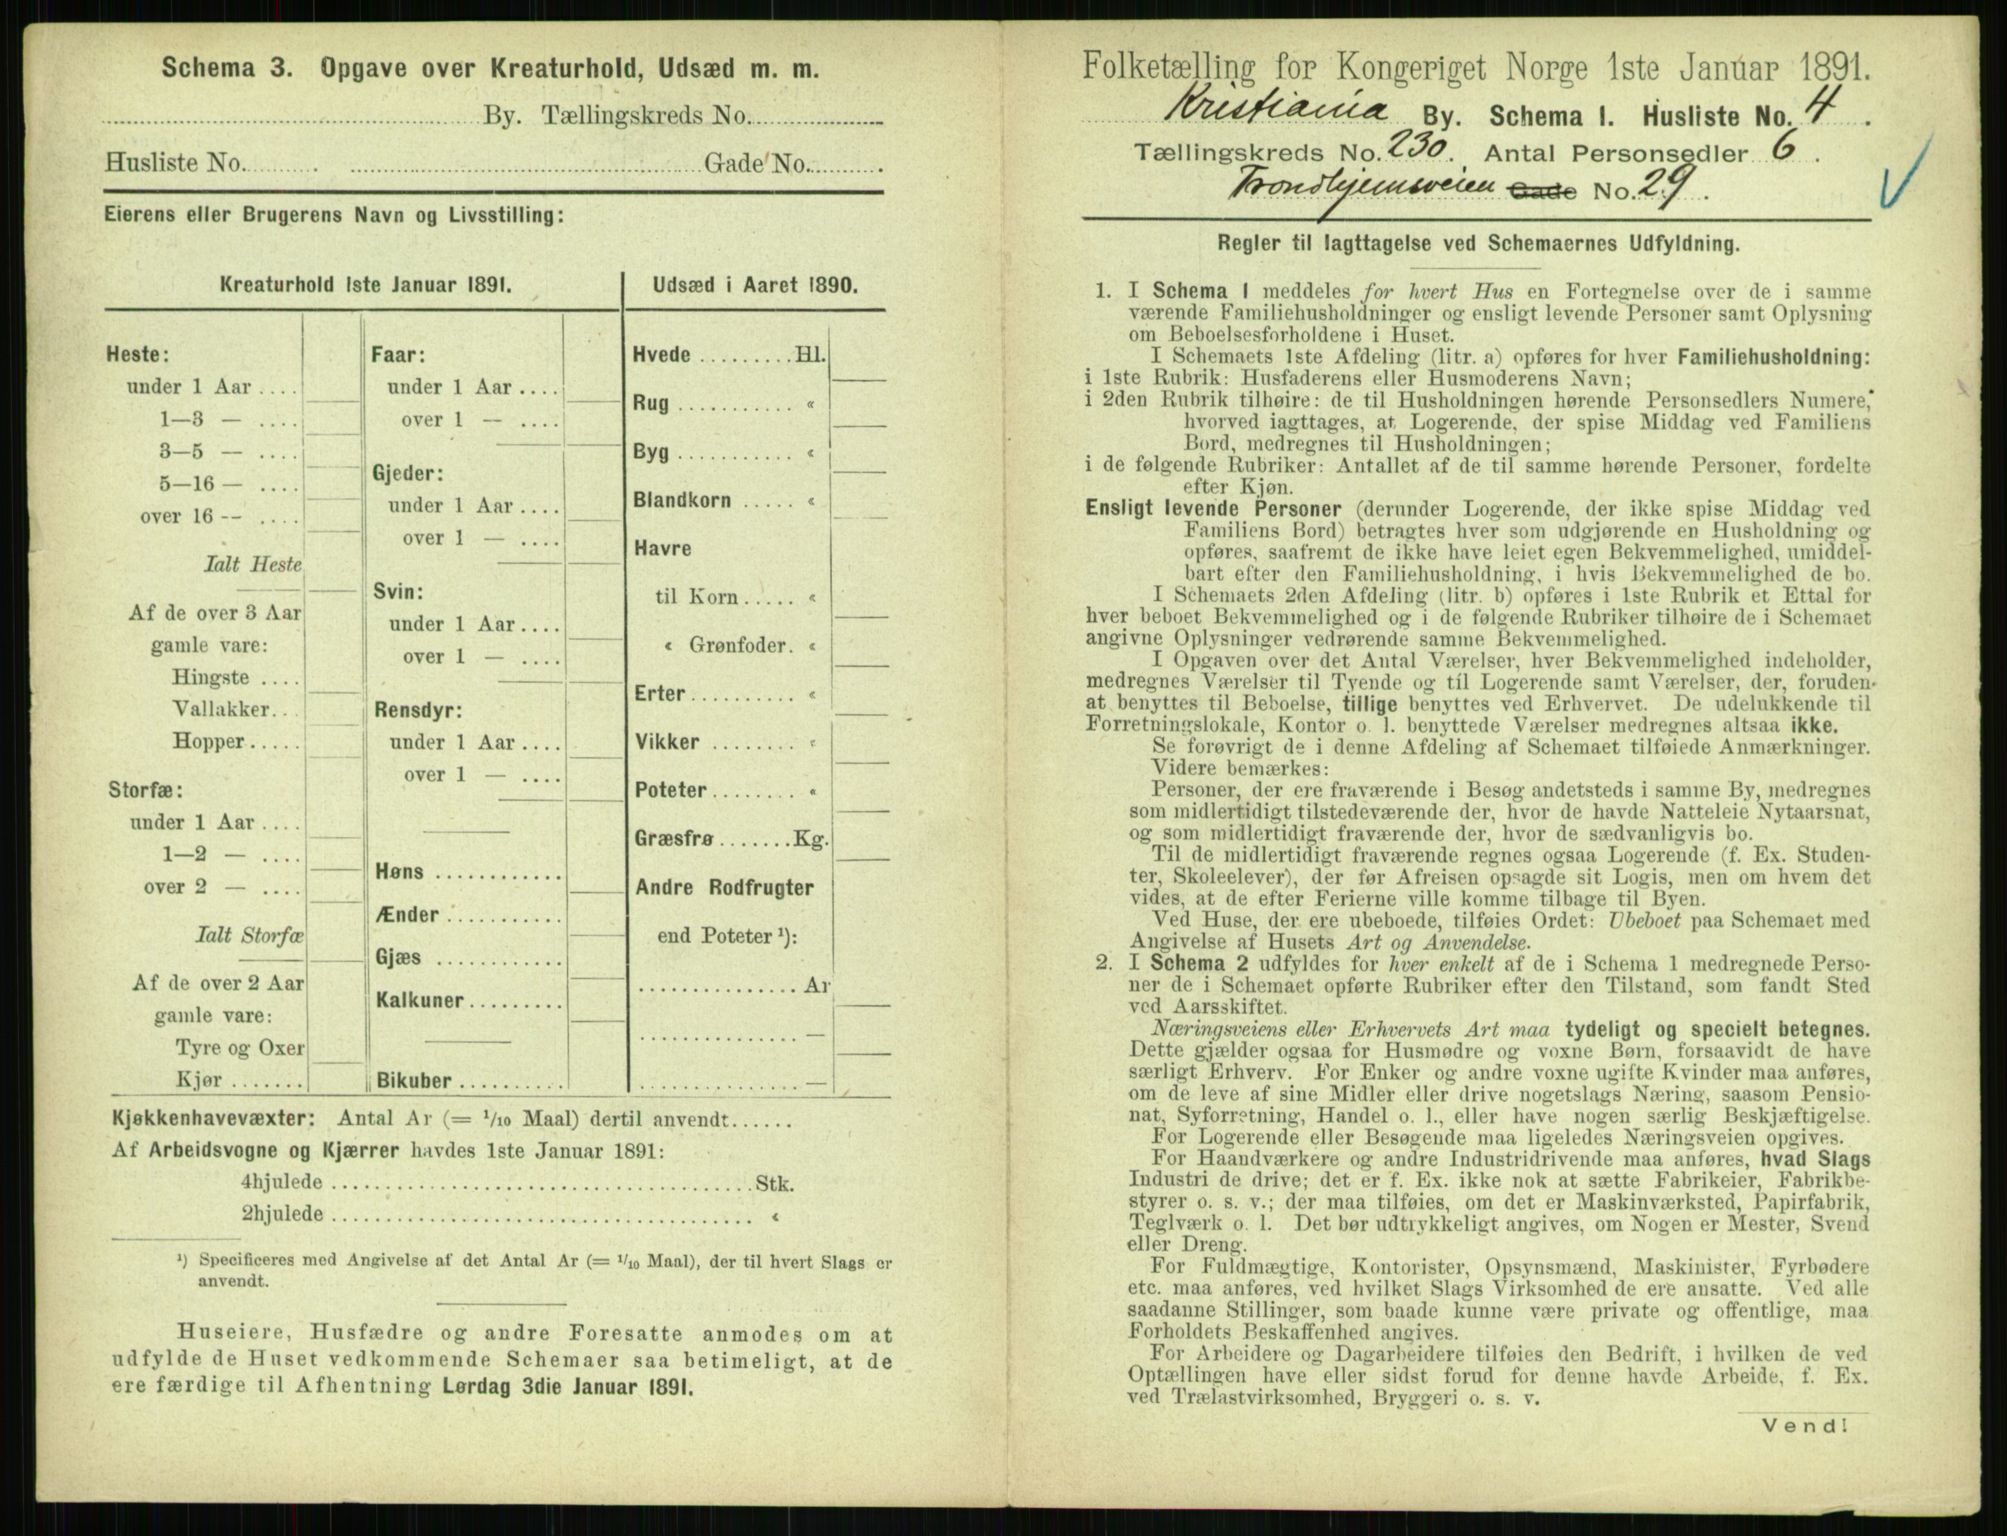 Schema 3. Opgave over Kreaturhold, Udsæd m. m.
By. Tællingskreds No.
Husliste No. Gade No.
Eierens eller Brugerens Navn og Livsstilling:
Kreaturhold 1ste Januar 1891.
Heste:
under 1 Aar ....
1—3 — ....
3—5 — ....
5—16 — ....
over 16 — ....
Ialt Heste
Af de over 3 Aar
gamle vare:
Hingste ....
Vallakker...
Hopper.....
Storfæ:
under 1 Aar ....
1—2 — ....
over 2 — ....
Ialt Storfæ
Af de over 2 Aar
gamle vare:
Tyre og Oxer
Kjør .......
Faar:
under 1 Aar ....
over 1 — ....
Gjeder:
under 1 Aar ....
over 1 — ....
Svin:
under 1 Aar ....
over 1 — ....
Rensdyr:
under 1 Aar ....
over 1 — ....
Høns ............
Ænder ...........
Gjæs ............
Kalkuner.........
Bikuber ..........
Udsæd i Aaret 1890.
Hvede .........Hl.
Rug ........... «
Byg ........... «
Blandkorn ..... «
Havre
til Korn..... «
« Grønfoder. «
Erter.......... «
Vikker ........ «
Poteter........ «
Græsfrø.......Kg.
Andre Rodfrugter
end Poteter ¹):
............... Ar
............... —
............... —
Kjøkkenhavevæxter: Antal Ar (= 1/10 Maal) dertil anvendt......
Af Arbeidsvogne og Kjærrer havdes 1ste Januar 1891:
4hjulede .......................................Stk.
2hjulede ....................................... «
¹) Specificeres med Angivelse af det Antal Ar (= 1/10 Maal), der til hvert Slags er
anvendt.
Huseiere, Husfædre og andre Foresatte anmodes om at
udfylde de Huset vedkommende Schemaer saa betimeligt, at de
ere færdige til Afhentning Lørdag 3die Januar 1891.
Folketælling for Kongeriget Norge 1ste Januar 1891.
Kristiania By. Schema 1. Husliste No. 4.
Tællingskreds No. 230. Antal Personsedler 6.
Trondhjemsveien Gade No. 29.
Regler til Iagttagelse ved Schemaernes Udfyldning.
1. I Schema 1 meddeles for hvert Hus en Fortegnelse over de i samme
værende Familiehusholdninger og ensligt levende Personer samt Oplysning
om Beboelsesforholdene i Huset.
I Schemaets 1ste Afdeling (litr. a) opføres for hver Familiehusholdning:
i 1ste Rubrik: Husfaderens eller Husmoderens Navn;
i 2den Rubrik tilhøire: de til Husholdningen hørende Personsedlers Numere,
hvorved iagttages, at Logerende, der spise Middag ved Familiens
Bord, medregnes til Husholdningen;
i de følgende Rubriker: Antallet af de til samme hørende Personer, fordelte
efter Kjøn.
Ensligt levende Personer (derunder Logerende, der ikke spise Middag ved
Familiens Bord) betragtes hver som udgjørende en Husholdning og
opføres, saafremt de ikke have leiet egen Bekvemmelighed, umiddel-
bart efter den Familiehusholdning, i hvis Bekvemmelighed de bo.
I Schemaets 2den Afdeling (litr. b) opføres i 1ste Rubrik et Ettal for
hver beboet Bekvemmelighed og i de følgende Rubriker tilhøire de i Schemaet
angivne Oplysninger vedrørende samme Bekvemmelighed.
I Opgaven over det Antal Værelser, hver Bekvemmelighed indeholder,
medregnes Værelser til Tyende og til Logerende samt Værelser, der, foruden
at benyttes til Beboelse, tillige benyttes ved Erhvervet. De udelukkende til
Forretningslokale, Kontor o. l. benyttede Værelser medregnes altsaa ikke.
Se forøvrigt de i denne Afdeling af Schemaet tilføiede Anmærkninger.
Videre bemærkes:
Personer, der ere fraværende i Besøg andetsteds i samme By, medregnes
som midlertidigt tilstedeværende der, hvor de havde Natteleie Nytaarsnat,
og som midlertidigt fraværende der, hvor de sædvanligvis bo.
Til de midlertidigt fraværende regnes ogsaa Logerende (f. Ex. Studen-
ter, Skoleelever), der før Afreisen opsagde sit Logis, men om hvem det
vides, at de efter Ferierne ville komme tilbage til Byen.
Ved Huse, der ere ubeboede, tilføies Ordet: Ubeboet paa Schemaet med
Angivelse af Husets Art og Anvendelse.
2. I Schema 2 udfyldes for hver enkelt af de i Schema 1 medregnede Perso-
ner de i Schemaet opførte Rubriker efter den Tilstand, som fandt Sted
ved Aarsskiftet.
Næringsveiens eller Erhvervets Art maa tydeligt og specielt betegnes.
Dette gjælder ogsaa for Husmødre og voxne Børn, forsaavidt de have
særligt Erhverv. For Enker og andre voxne ugifte Kvinder maa anføres,
om de leve af sine Midler eller drive nogetslags Næring, saasom Pensio-
nat, Syforretning, Handel o. l., eller have nogen særlig Beskjæftigelse.
For Logerende eller Besøgende maa ligeledes Næringsveien opgives.
For Haandværkere og andre Industridrivende maa anføres, hvad Slags
Industri de drive; det er f. Ex. ikke nok at sætte Fabrikeier, Fabrikbe-
styrer o. s. v.; der maa tilføies, om det er Maskinværksted, Papirfabrik,
Teglværk o. l. Det bør udtrykkeligt angives, om Nogen er Mester, Svend
eller Dreng.
For Fuldmægtige, Kontorister, Opsynsmænd, Maskinister, Fyrbødere
etc. maa anføres, ved hvilket Slags Virksomhed de ere ansatte. Ved alle
saadanne Stillinger, som baade kunne være private og offentlige, maa
Forholdets Beskaffenhed angives.
For Arbeidere og Dagarbeidere tilføies den Bedrift, i hvilken de ved
Optællingen have eller sidst forud for denne havde Arbeide, f. Ex.
ved Trælastvirksomhed, Bryggeri o. s. v.
Vend!